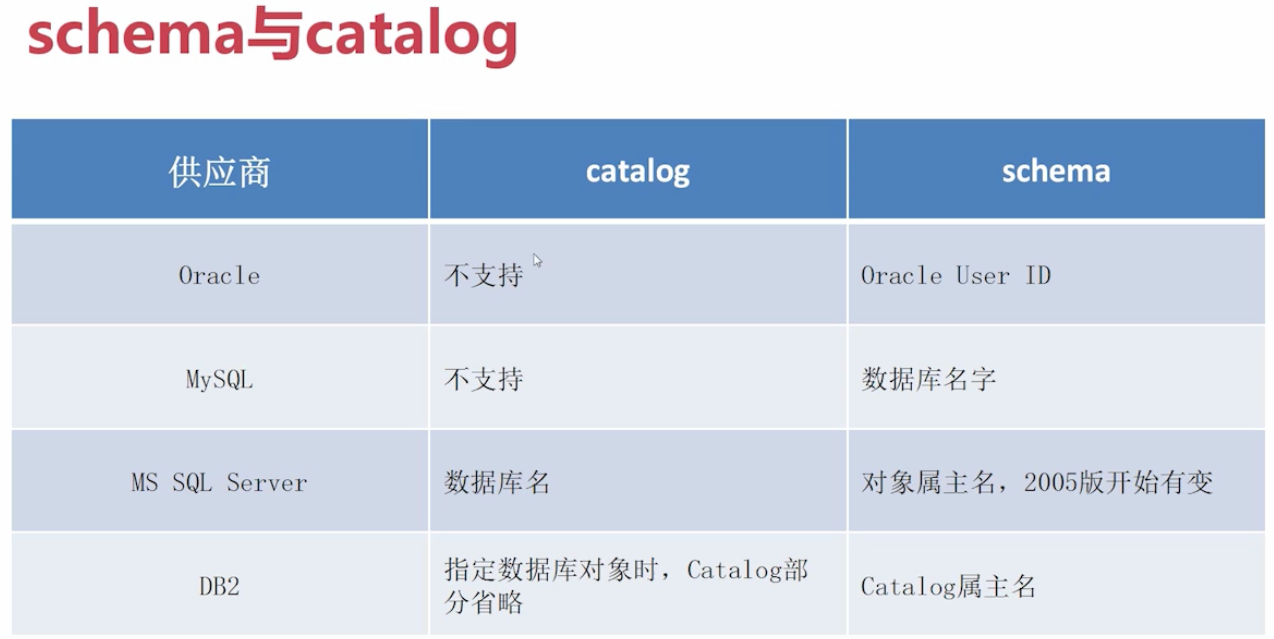 schema与catalog
供应商 catalog schema
Oracle 不支持 Oracle User ID
MySQL 不支持 数据库名字
MS SQL Server 数据库名 对象属主名，2005版开始有变
DB2 指定数据库对象时，Catalog部 Catalog属主名
分省略